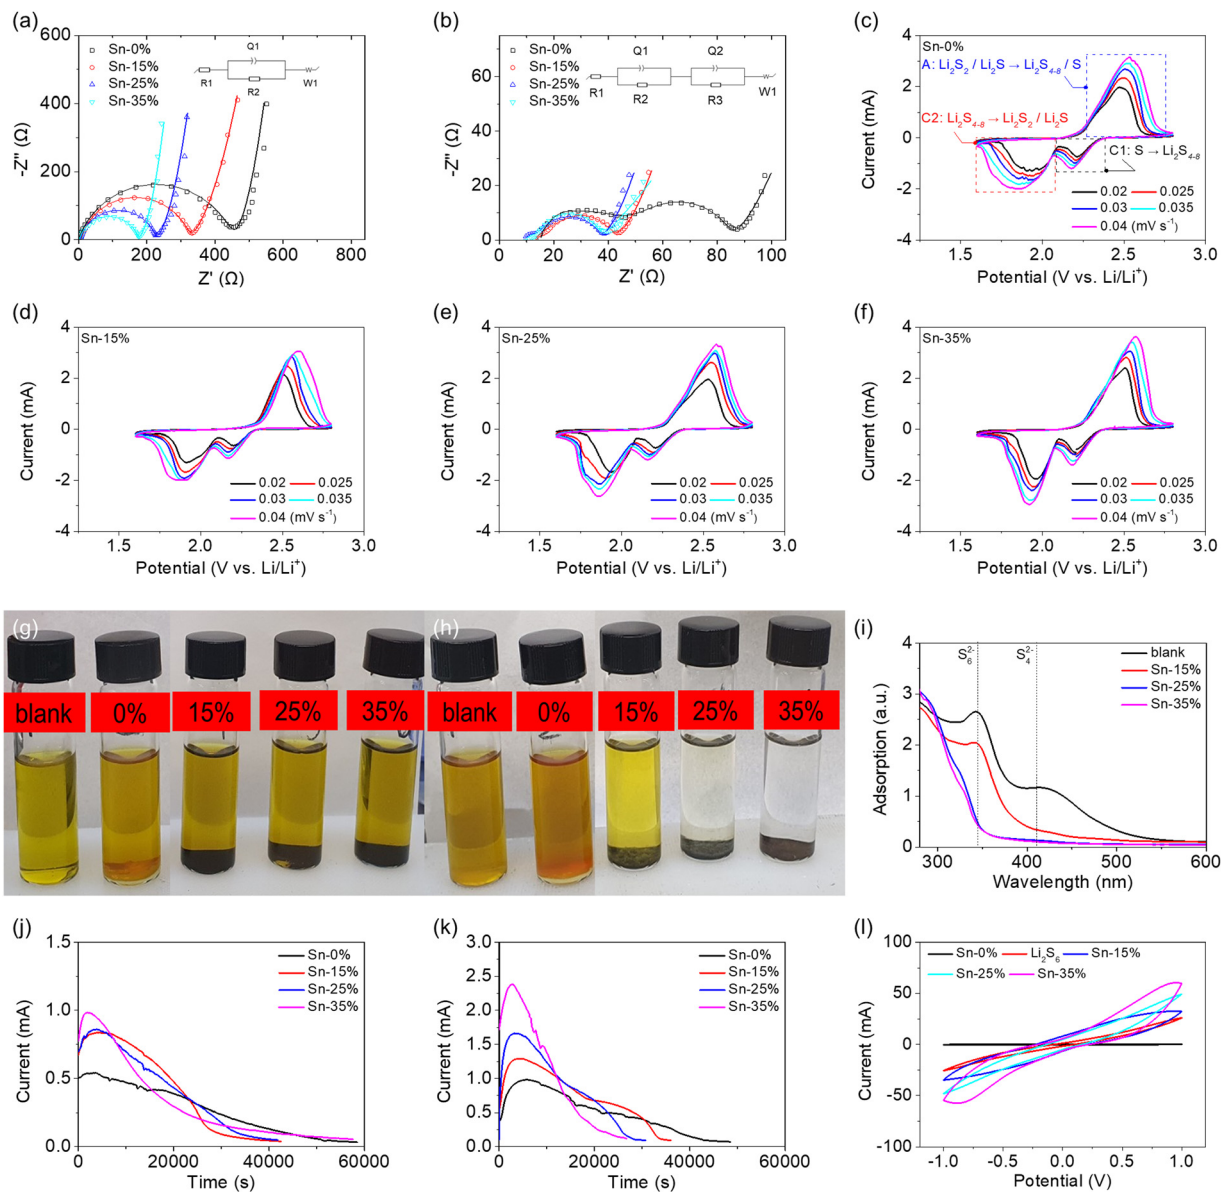 (a)
600
400
200
0
-Z'' (Ω)
Sn-0%
Sn-15%
Sn-25%
Sn-35%
Q1
R1
R2
W1
0 200 400 600 800
Z' (Ω)
(b)
60
40
20
0
-Z'' (Ω)
Sn-0%
Sn-15%
Sn-25%
Sn-35%
Q1 Q2
R1
R2 R3
W1
0 20 40 60 80 100
Z' (Ω)
(c)
4
2
0
-2
-4
Current (mA)
Sn-0%
A: Li₂S₂ / Li₂S → Li₂S₄₋₈ / S
C2: Li₂S₄₋₈ → Li₂S₂ / Li₂S
C1: S → Li₂S₄₋₈
0.02 0.025
0.03 0.035
0.04 (mV s⁻¹)
1.5 2.0 2.5 3.0
Potential (V vs. Li/Li⁺)
(d)
4
2
0
-2
-4
Current (mA)
Sn-15%
0.02 0.025
0.03 0.035
0.04 (mV s⁻¹)
1.5 2.0 2.5 3.0
Potential (V vs. Li/Li⁺)
(e)
4
2
0
-2
-4
Current (mA)
Sn-25%
0.02 0.025
0.03 0.035
0.04 (mV s⁻¹)
1.5 2.0 2.5 3.0
Potential (V vs. Li/Li⁺)
(f)
4
2
0
-2
-4
Current (mA)
Sn-35%
0.02 0.025
0.03 0.035
0.04 (mV s⁻¹)
1.5 2.0 2.5 3.0
Potential (V vs. Li/Li⁺)
(g)
blank 0% 15% 25% 35%
(h)
blank 0% 15% 25% 35%
(i)
4
3
2
1
0
Adsorption (a.u.)
S₆²⁻ S₄²⁻
blank
Sn-15%
Sn-25%
Sn-35%
300 400 500 600
Wavelength (nm)
(j)
1.5
1.0
0.5
0.0
Current (mA)
Sn-0%
Sn-15%
Sn-25%
Sn-35%
0 20000 40000 60000
Time (s)
(k)
3.0
2.5
2.0
1.5
1.0
0.5
0.0
Current (mA)
Sn-0%
Sn-15%
Sn-25%
Sn-35%
0 20000 40000 60000
Time (s)
(l)
100
50
0
-50
-100
Current (mA)
Sn-0% Li₂S₆ Sn-15%
Sn-25% Sn-35%
-1.0 -0.5 0.0 0.5 1.0
Potential (V)